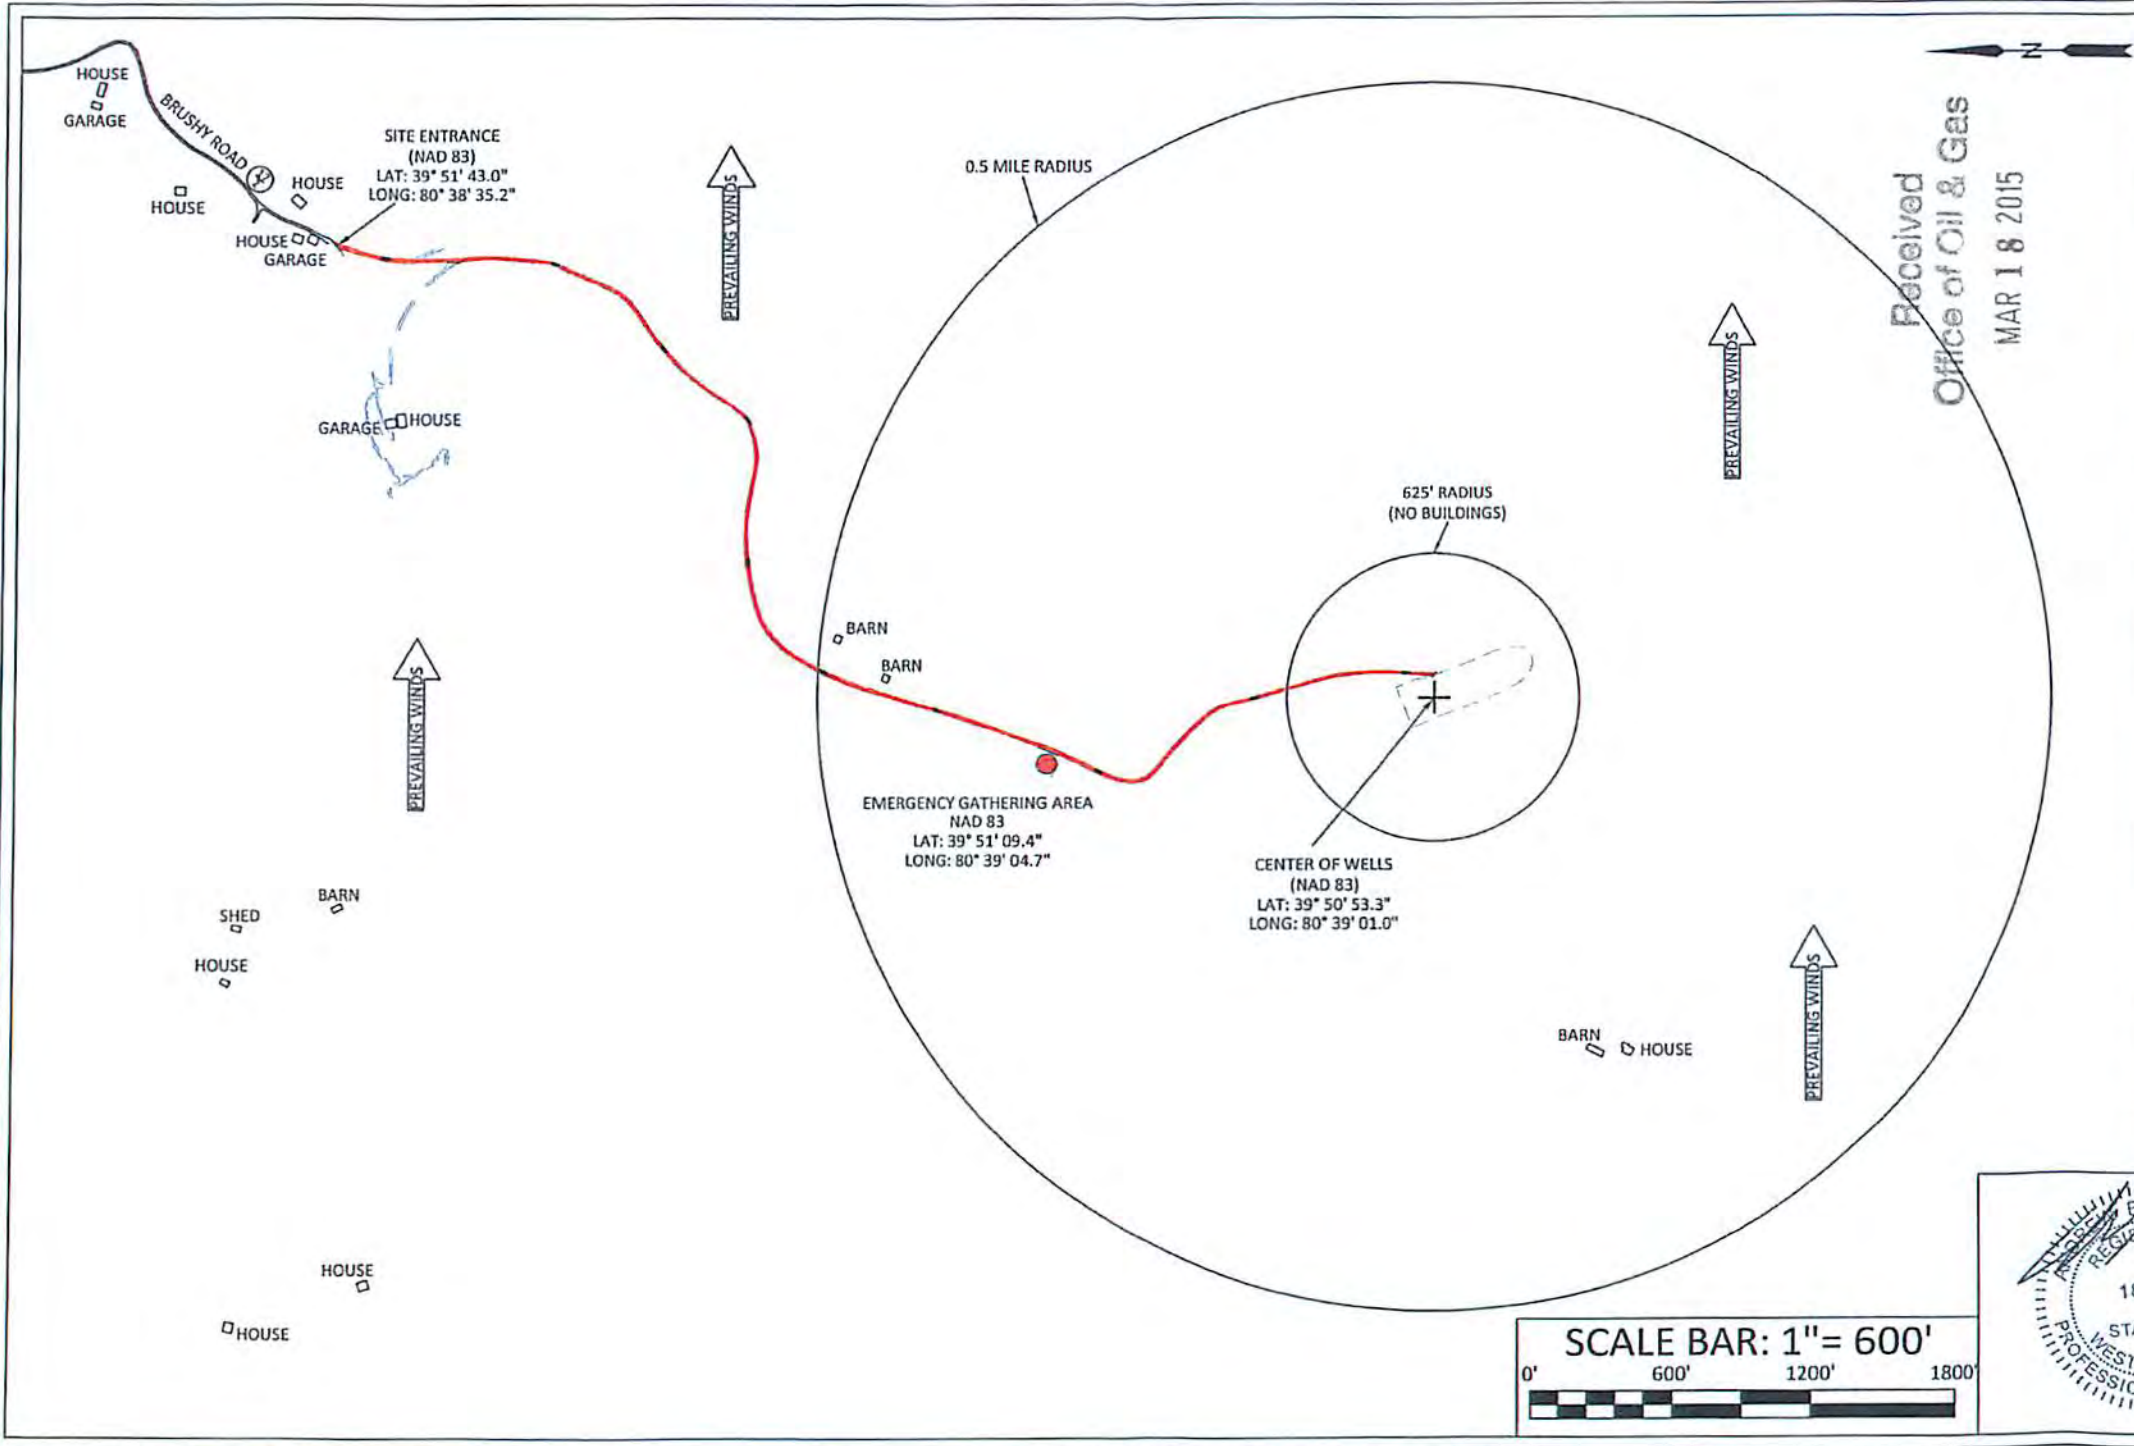 HOUSE
GARAGE
BRUSHY ROAD
HOUSE
HOUSE
HOUSE
GARAGE
SITE ENTRANCE
(NAD 83)
LAT: 39° 51' 43.0"
LONG: 80° 38' 35.2"
PREVAILING WINDS
0.5 MILE RADIUS
N
Received
Office of Oil & Gas
MAR 18 2015
PREVAILING WINDS
GARAGE
HOUSE
625' RADIUS
(NO BUILDINGS)
BARN
BARN
PREVAILING WINDS
EMERGENCY GATHERING AREA
NAD 83
LAT: 39° 51' 09.4"
LONG: 80° 39' 04.7"
CENTER OF WELLS
(NAD 83)
LAT: 39° 50' 53.3"
LONG: 80° 39' 01.0"
BARN
SHED
HOUSE
PREVAILING WINDS
BARN
HOUSE
HOUSE
HOUSE
SCALE BAR: 1"= 600'
0' 600' 1200' 1800'
ANDREW